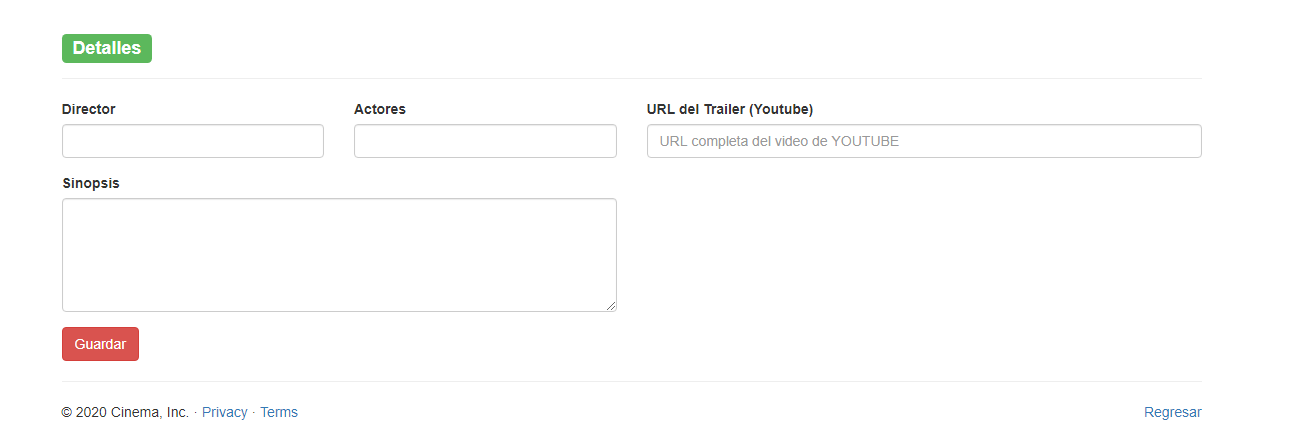 Detalles
Director Actores URL del Trailer (Youtube)
URL completa del video de YOUTUBE
Sinopsis
Guardar
© 2020 Cinema, Inc. · Privacy · Terms Regresar